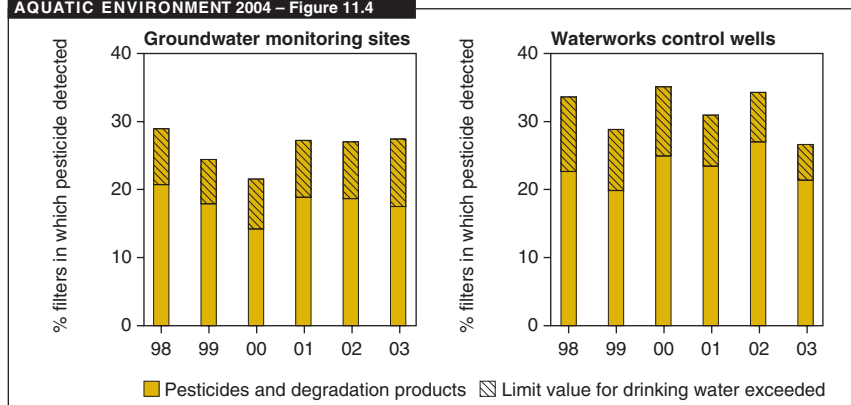 AQUATIC ENVIRONMENT 2004 – Figure 11.4
Groundwater monitoring sites
% filters in which pesticide detected
40
30
20
10
0
98 99 00 01 02 03
Waterworks control wells
% filters in which pesticide detected
40
30
20
10
0
98 99 00 01 02 03
Pesticides and degradation products Limit value for drinking water exceeded